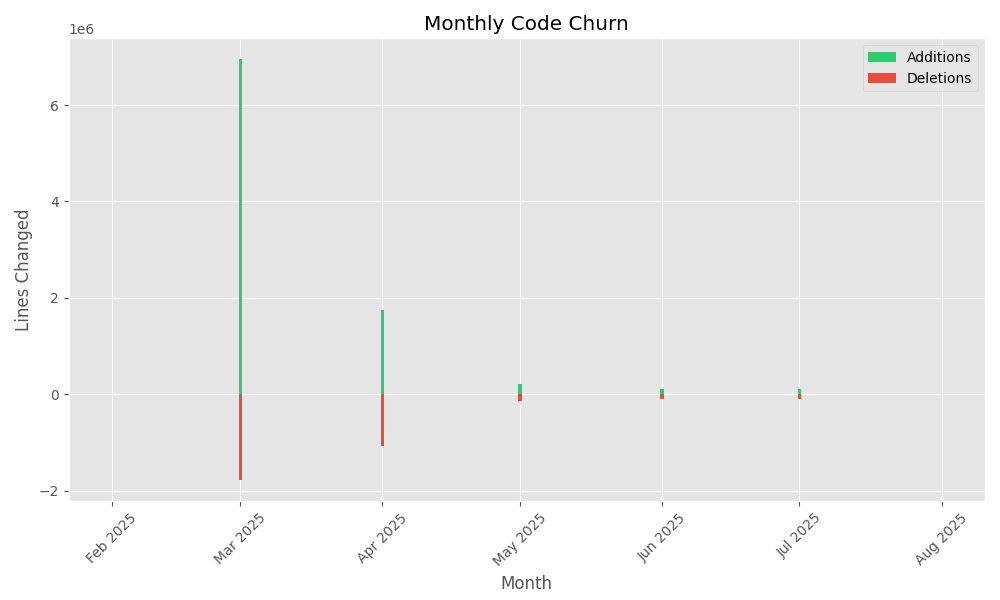 Monthly Code Churn
1e6
Additions
Deletions
6
4
2
0
−2
Lines Changed
Feb 2025
Mar 2025
Apr 2025
May 2025
Jun 2025
Jul 2025
Aug 2025
Month